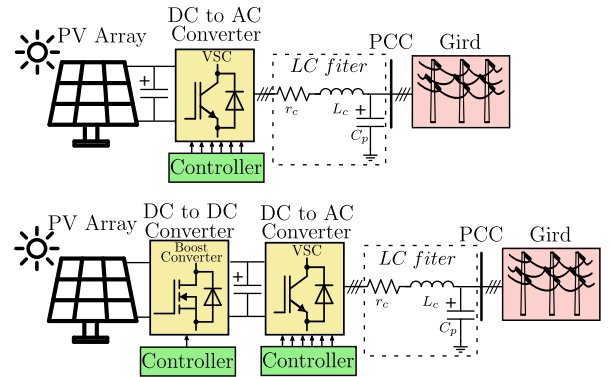 DC to AC
Converter
PV Array
VSC
LC fiter
PCC
Gird
+
r_c
L_c
+
C_p
Controller
DC to DC
Converter
DC to AC
Converter
PV Array
Boost
Converter
VSC
LC fiter
PCC
Gird
+
r_c
L_c
+
C_p
Controller
Controller